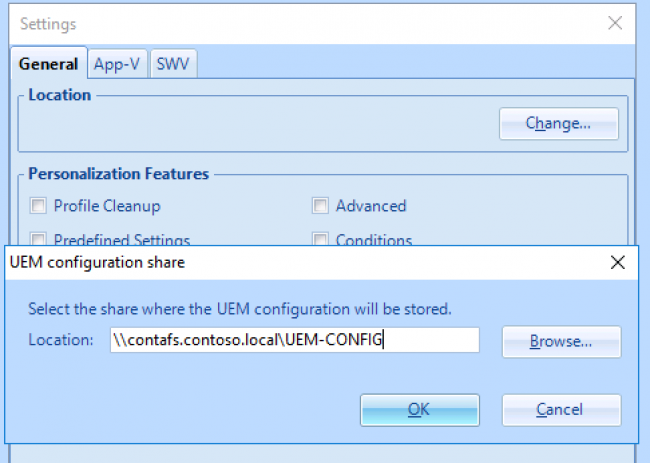 Settings
General App-V SWV
Location
Change...
Personalization Features
Profile Cleanup Advanced
Predefined Settings Conditions
UEM configuration share
Select the share where the UEM configuration will be stored.
Location: \\contafs.contoso.local\UEM-CONFIG Browse...
OK Cancel